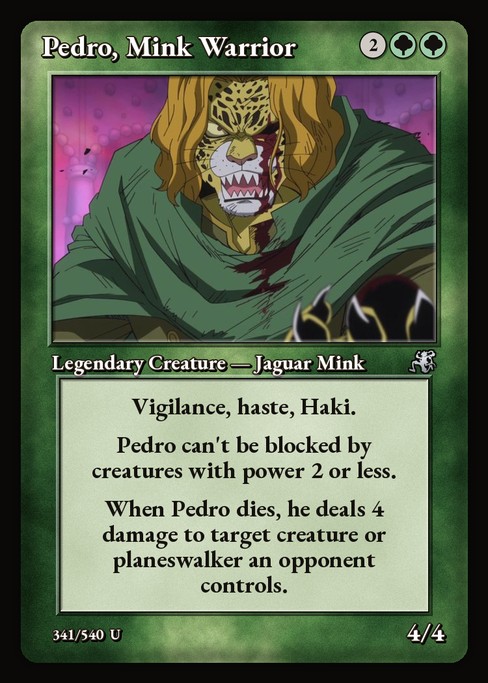 Pedro, Mink Warrior
2
Legendary Creature — Jaguar Mink
Vigilance, haste, Haki.
Pedro can't be blocked by
creatures with power 2 or less.
When Pedro dies, he deals 4
damage to target creature or
planeswalker an opponent
controls.
341/540 U
4/4